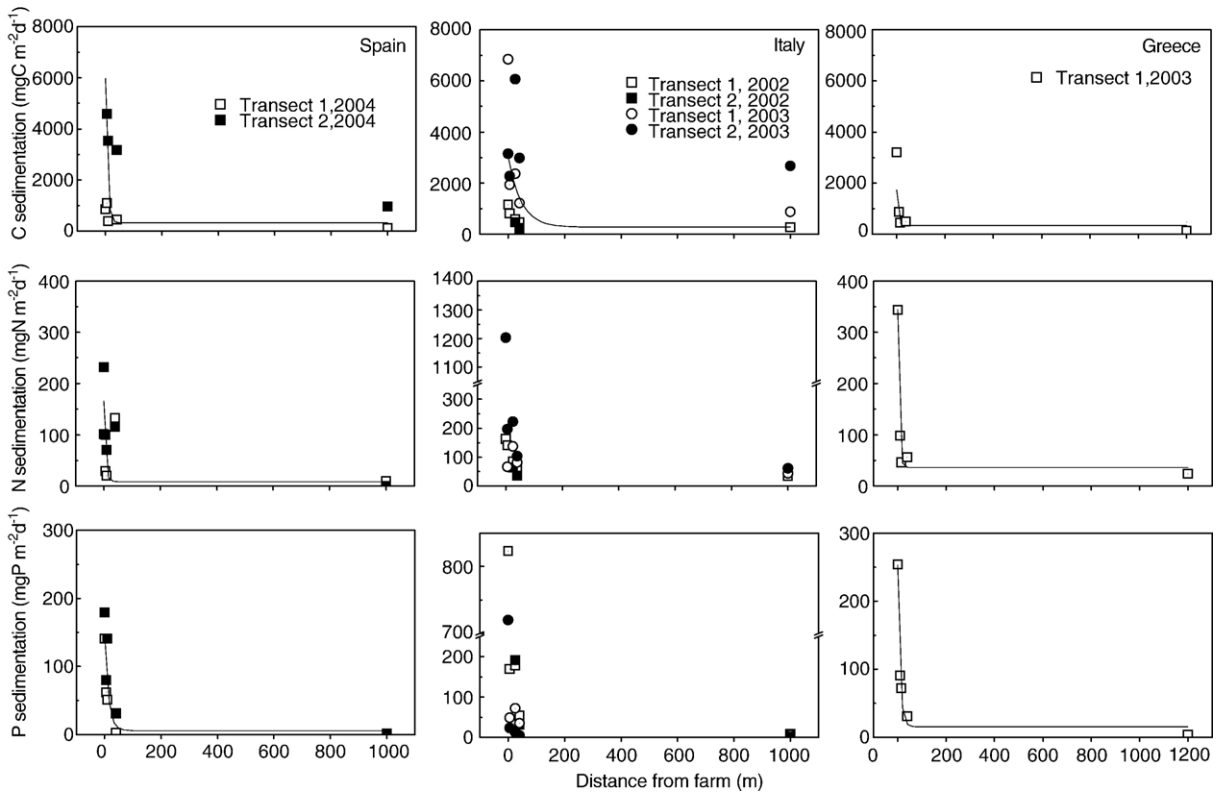 Spain
Transect 1,2004
Transect 2,2004
8000
6000
4000
2000
0
C sedimentation (mgC m-2d-1)
Italy
Transect 1, 2002
Transect 2, 2002
Transect 1, 2003
Transect 2, 2003
8000
6000
4000
2000
0
Greece
Transect 1,2003
8000
6000
4000
2000
0
N sedimentation (mgN m-2d-1)
400
300
200
100
0
1400
1300
1200
1100
300
200
150
100
50
0
400
300
200
100
0
P sedimentation (mgP m-2d-1)
300
200
100
0
800
700
200
100
0
300
200
100
0
0 200 400 600 800 1000
0 200 400 600 800 1000
0 200 400 600 800 1000 1200
Distance from farm (m)